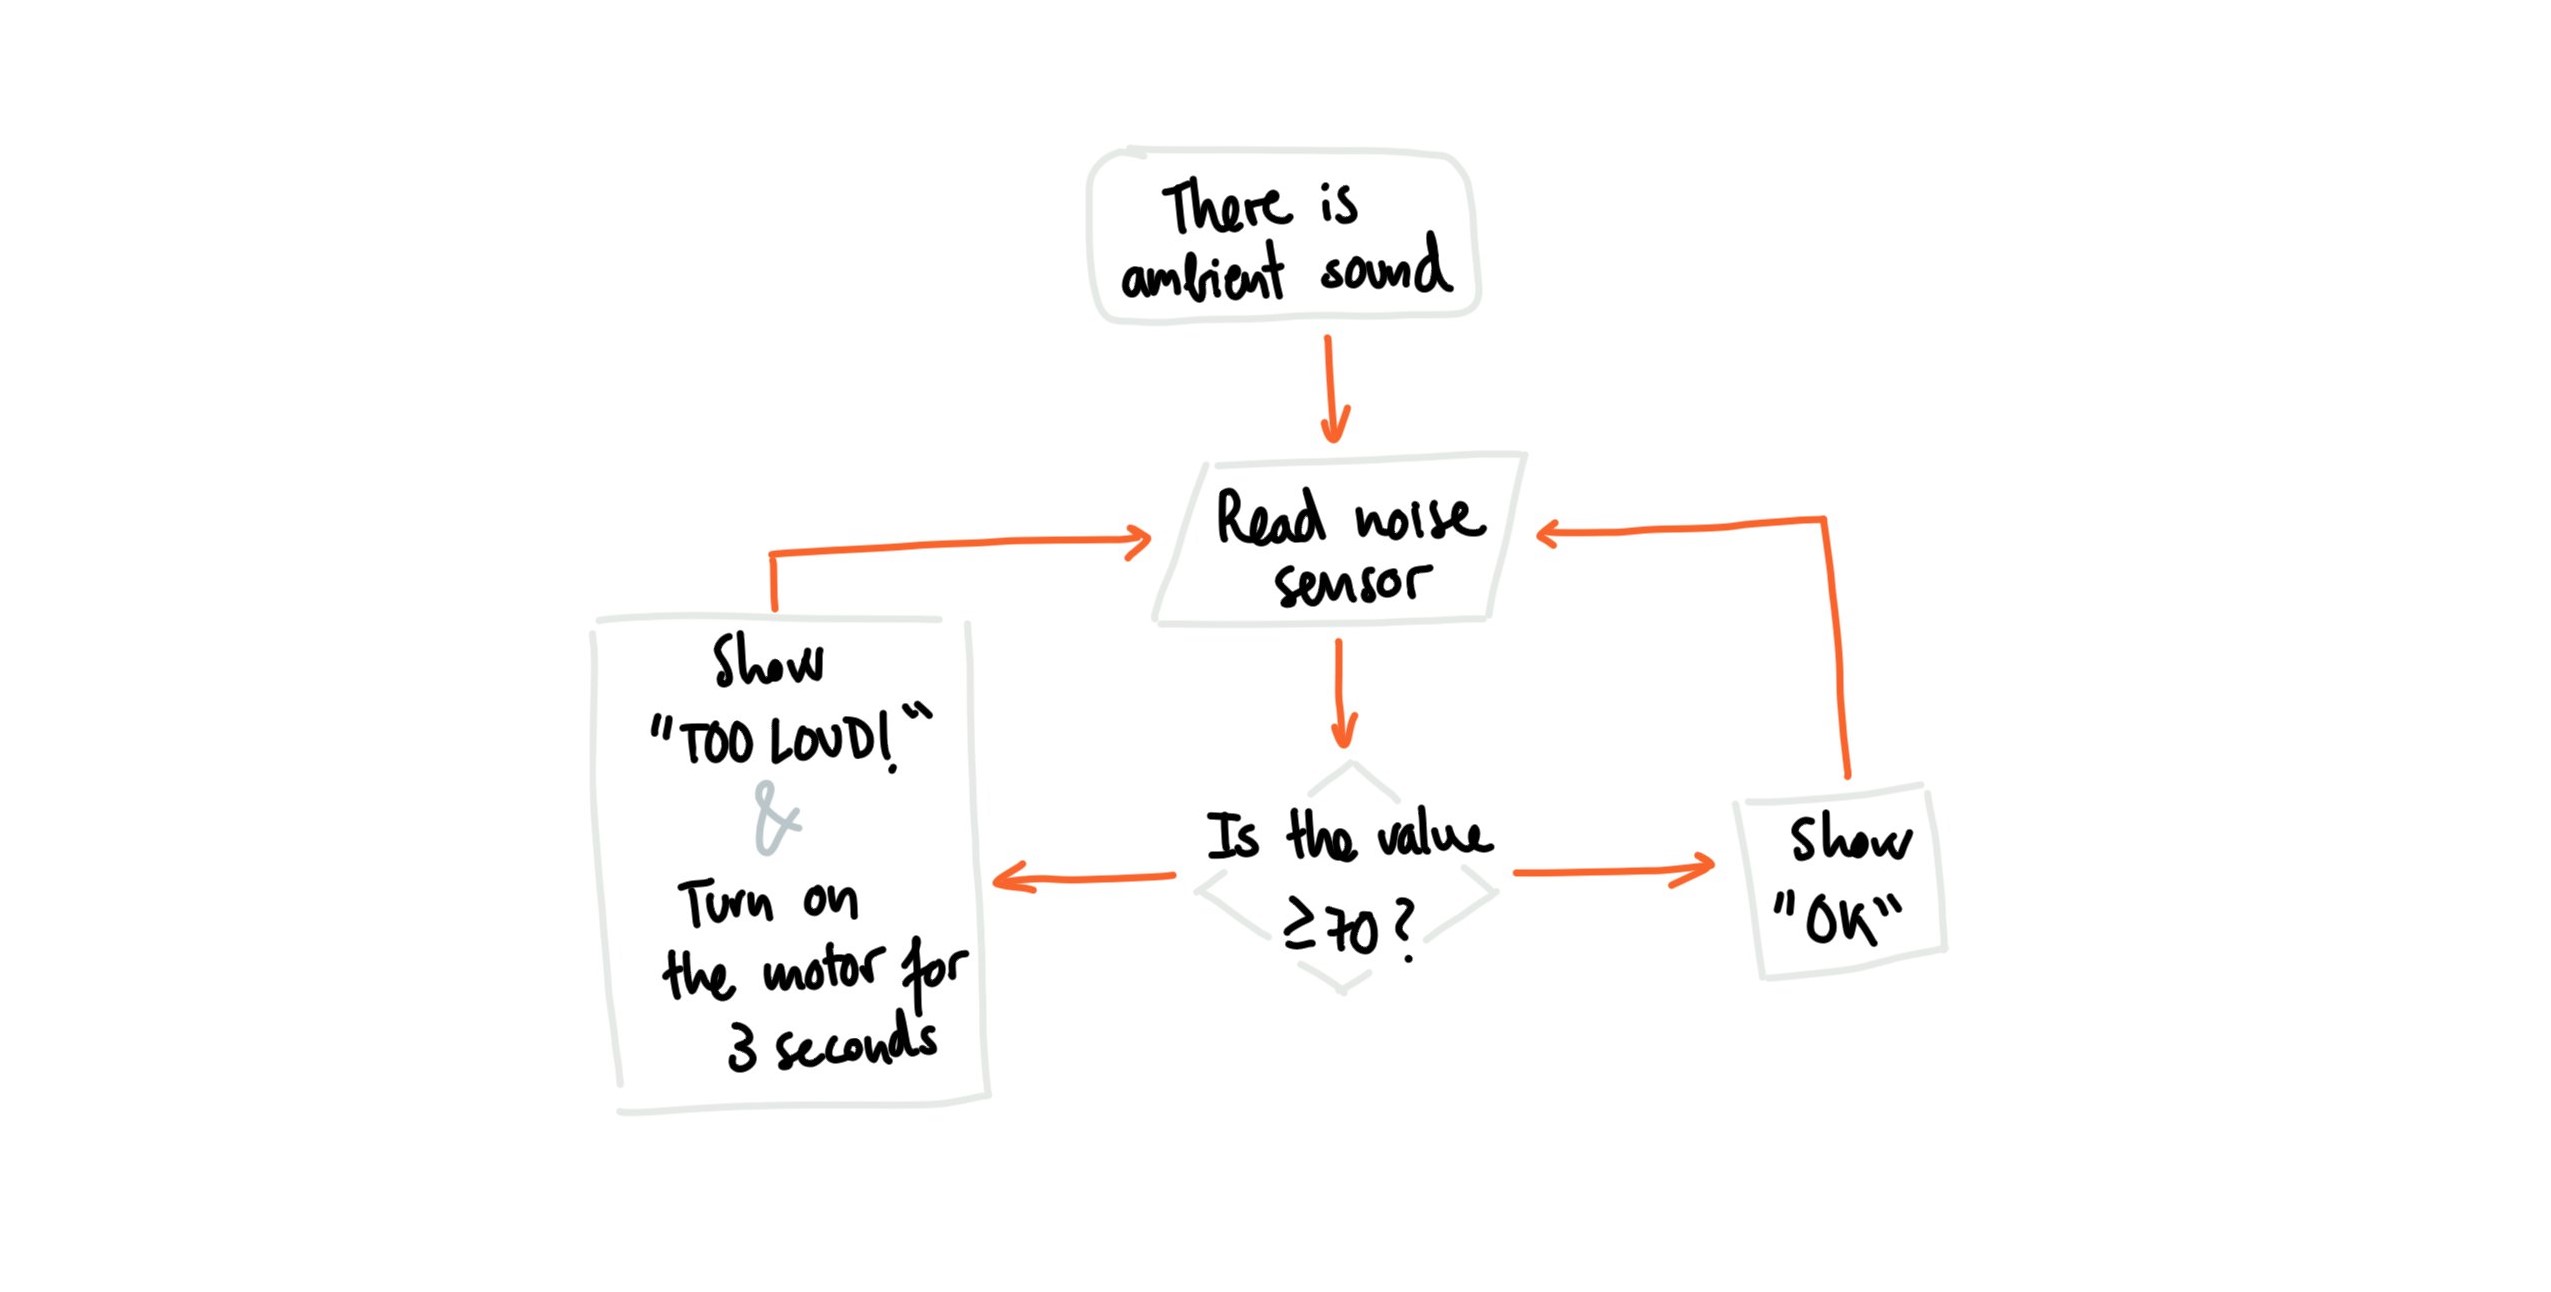 There is
ambient sound
Read noise
sensor
Show
"TOO LOUD!"
&
Turn on
the motor for
3 seconds
Is the value
≥70?
Show
"OK"